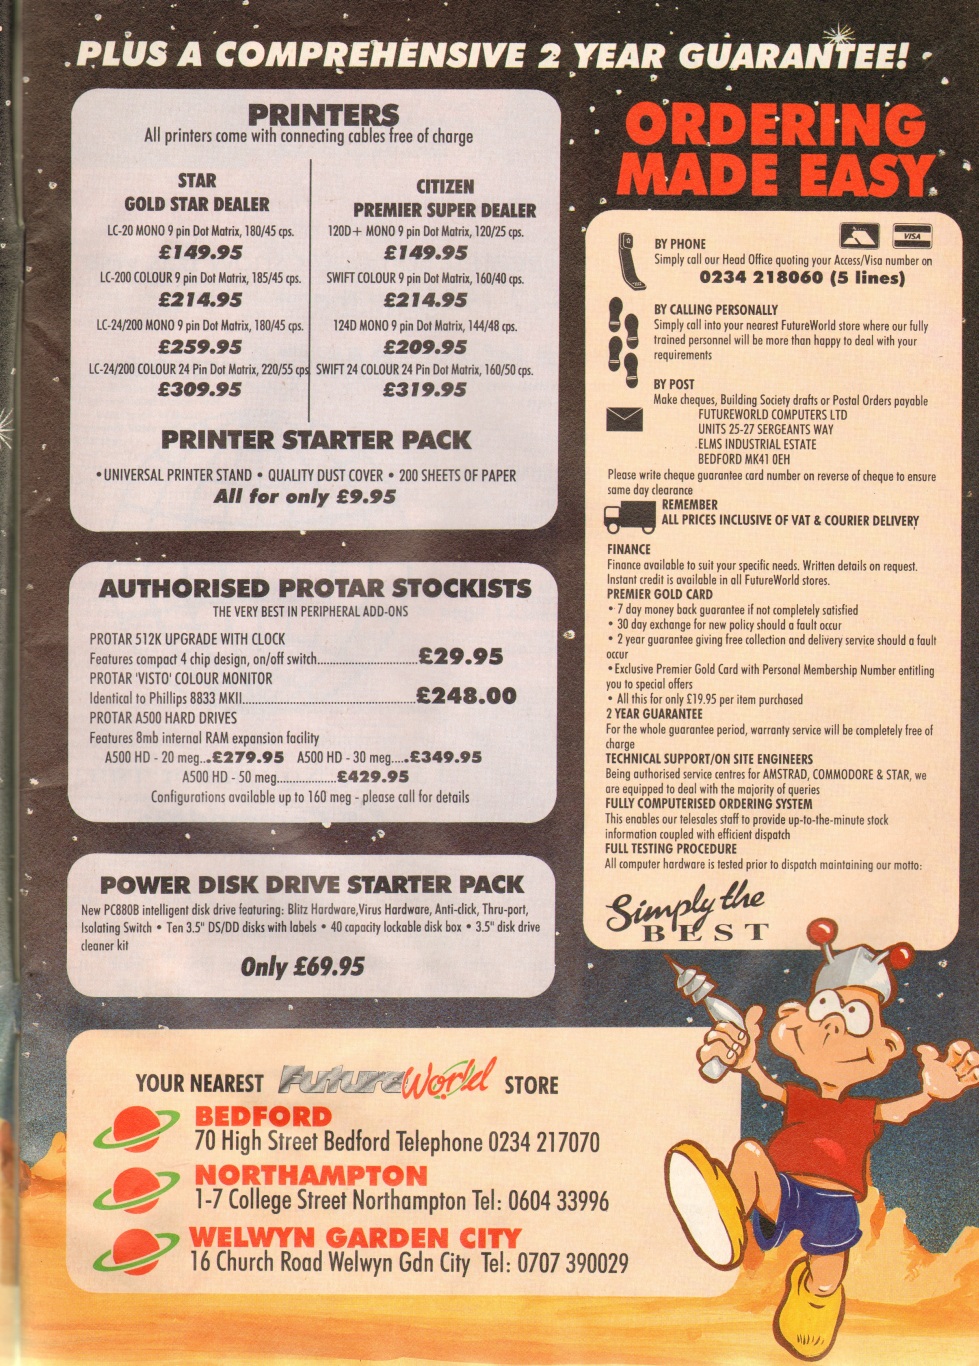 PLUS A COMPREHENSIVE 2 YEAR GUARANTEE!
PRINTERS
All printers come with connecting cables free of charge
STAR
GOLD STAR DEALER
LC-20 MONO 9 pin Dot Matrix, 180/45 cps.
£149.95
LC-200 COLOUR 9 pin Dot Matrix, 185/45 cps.
£214.95
LC-24/200 MONO 9 pin Dot Matrix, 180/45 cps.
£259.95
LC-24/200 COLOUR 24 Pin Dot Matrix, 220/55 cps
£309.95
CITIZEN
PREMIER SUPER DEALER
120D+ MONO 9 pin Dot Matrix, 120/25 cps.
£149.95
SWIFT COLOUR 9 pin Dot Matrix, 160/40 cps.
£214.95
124D MONO 9 pin Dot Matrix, 144/48 cps.
£209.95
SWIFT 24 COLOUR 24 Pin Dot Matrix, 160/50 cps.
£319.95
PRINTER STARTER PACK
• UNIVERSAL PRINTER STAND • QUALITY DUST COVER • 200 SHEETS OF PAPER
All for only £9.95
AUTHORISED PROTAR STOCKISTS
THE VERY BEST IN PERIPHERAL ADD-ONS
PROTAR 512K UPGRADE WITH CLOCK
Features compact 4 chip design, on/off switch..............................£29.95
PROTAR 'VISTO' COLOUR MONITOR
Identical to Phillips 8833 MKII....................................................£248.00
PROTAR A500 HARD DRIVES
Features 8mb internal RAM expansion facility
A500 HD - 20 meg...£279.95 A500 HD - 30 meg.....£349.95
A500 HD - 50 meg..................£429.95
Configurations available up to 160 meg - please call for details
POWER DISK DRIVE STARTER PACK
New PC880B intelligent disk drive featuring: Blitz Hardware,Virus Hardware, Anti-click, Thru-port,
Isolating Switch • Ten 3.5" DS/DD disks with labels • 40 capacity lockable disk box • 3.5" disk drive
cleaner kit
Only £69.95
ORDERING
MADE EASY
VISA
BY PHONE
Simply call our Head Office quoting your Access/Visa number on
0234 218060 (5 lines)
BY CALLING PERSONALLY
Simply call into your nearest FutureWorld store where our fully
trained personnel will be more than happy to deal with your
requirements
BY POST
Make cheques, Building Society drafts or Postal Orders payable
FUTUREWORLD COMPUTERS LTD
UNITS 25-27 SERGEANTS WAY
ELMS INDUSTRIAL ESTATE
BEDFORD MK41 0EH
Please write cheque guarantee card number on reverse of cheque to ensure
same day clearance
REMEMBER
ALL PRICES INCLUSIVE OF VAT & COURIER DELIVERY
FINANCE
Finance available to suit your specific needs. Written details on request.
Instant credit is available in all FutureWorld stores.
PREMIER GOLD CARD
• 7 day money back guarantee if not completely satisfied
• 30 day exchange for new policy should a fault occur
• 2 year guarantee giving free collection and delivery service should a fault
occur
• Exclusive Premier Gold Card with Personal Membership Number entitling
you to special offers
• All this for only £19.95 per item purchased
2 YEAR GUARANTEE
For the whole guarantee period, warranty service will be completely free of
charge
TECHNICAL SUPPORT/ON SITE ENGINEERS
Being authorised service centres for AMSTRAD, COMMODORE & STAR, we
are equipped to deal with the majority of queries
FULLY COMPUTERISED ORDERING SYSTEM
This enables our telesales staff to provide up-to-the-minute stock
information coupled with efficient dispatch
FULL TESTING PROCEDURE
All computer hardware is tested prior to dispatch maintaining our motto:
Simply the
BEST
YOUR NEAREST FutureWorld STORE
BEDFORD
70 High Street Bedford Telephone 0234 217070
NORTHAMPTON
1-7 College Street Northampton Tel: 0604 33996
WELWYN GARDEN CITY
16 Church Road Welwyn Gdn City Tel: 0707 390029